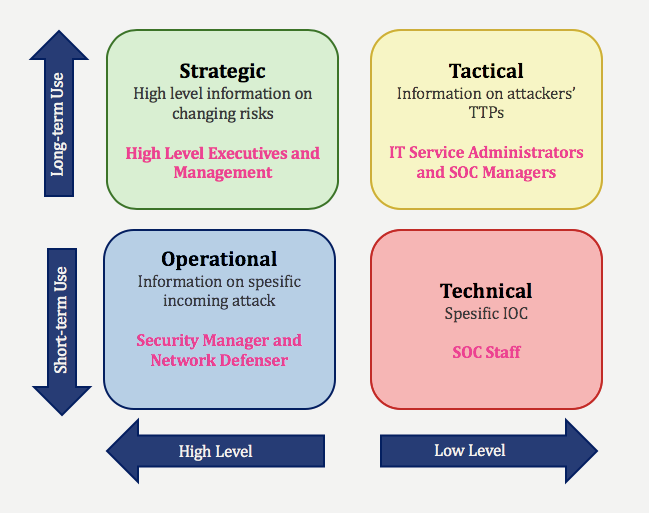 Long-term Use
Strategic
High level information on
changing risks
High Level Executives and
Management
Tactical
Information on attackers'
TTPs
IT Service Administrators
and SOC Managers
Short-term Use
Operational
Information on spesific
incoming attack
Security Manager and
Network Defenser
Technical
Spesific IOC
SOC Staff
High Level
Low Level